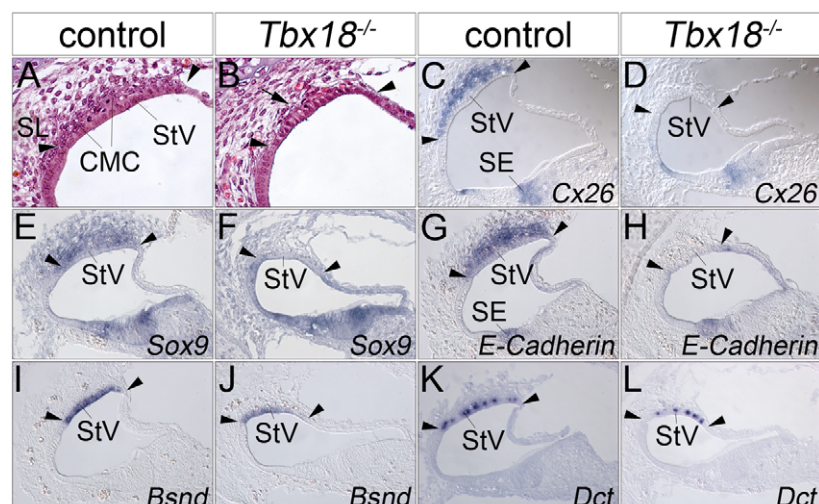 control Tbx18-/- control Tbx18-/-
A B C D
SL StV StV StV
CMC SE
Cx26 Cx26
E F G H
StV StV StV StV
SE
Sox9 Sox9 E-Cadherin E-Cadherin
I J K L
StV StV StV StV
Bsnd Bsnd Dct Dct